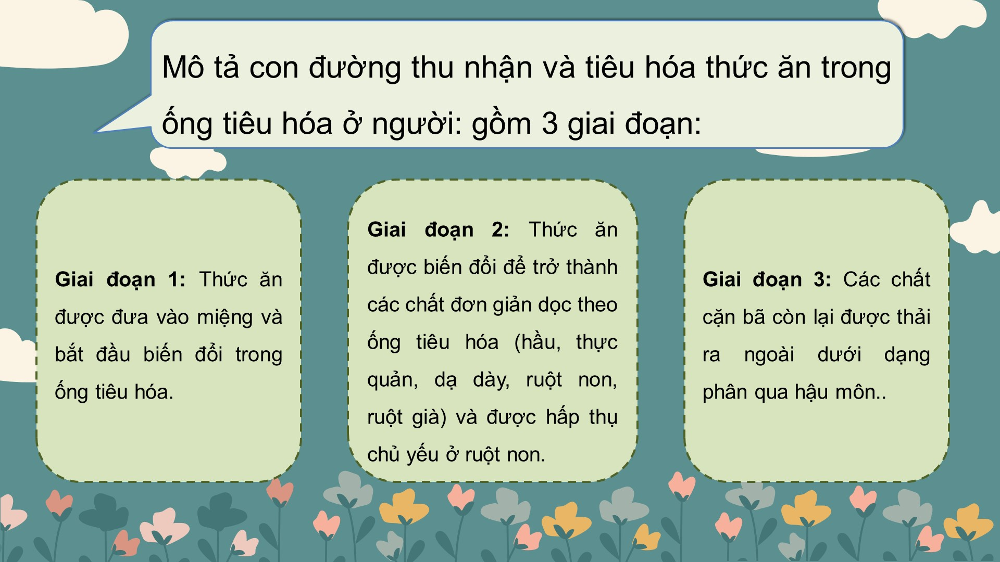 Mô tả con đường thu nhận và tiêu hóa thức ăn trong
ống tiêu hóa ở người: gồm 3 giai đoạn:
Giai đoạn 1: Thức ăn
được đưa vào miệng và
bắt đầu biến đổi trong
ống tiêu hóa.
Giai đoạn 2: Thức ăn
được biến đổi để trở thành
các chất đơn giản dọc theo
ống tiêu hóa (hầu, thực
quản, dạ dày, ruột non,
ruột già) và được hấp thụ
chủ yếu ở ruột non.
Giai đoạn 3: Các chất
cặn bã còn lại được thải
ra ngoài dưới dạng
phân qua hậu môn..